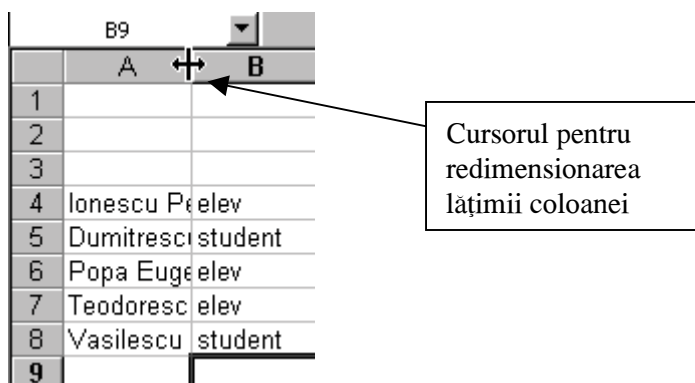 B9
A B
1
2
3
4 Ionescu Pe elev
5 Dumitrescu student
6 Popa Euge elev
7 Teodoresc elev
8 Vasilescu student
9
Cursorul pentru
redimensionarea
lățimii coloanei